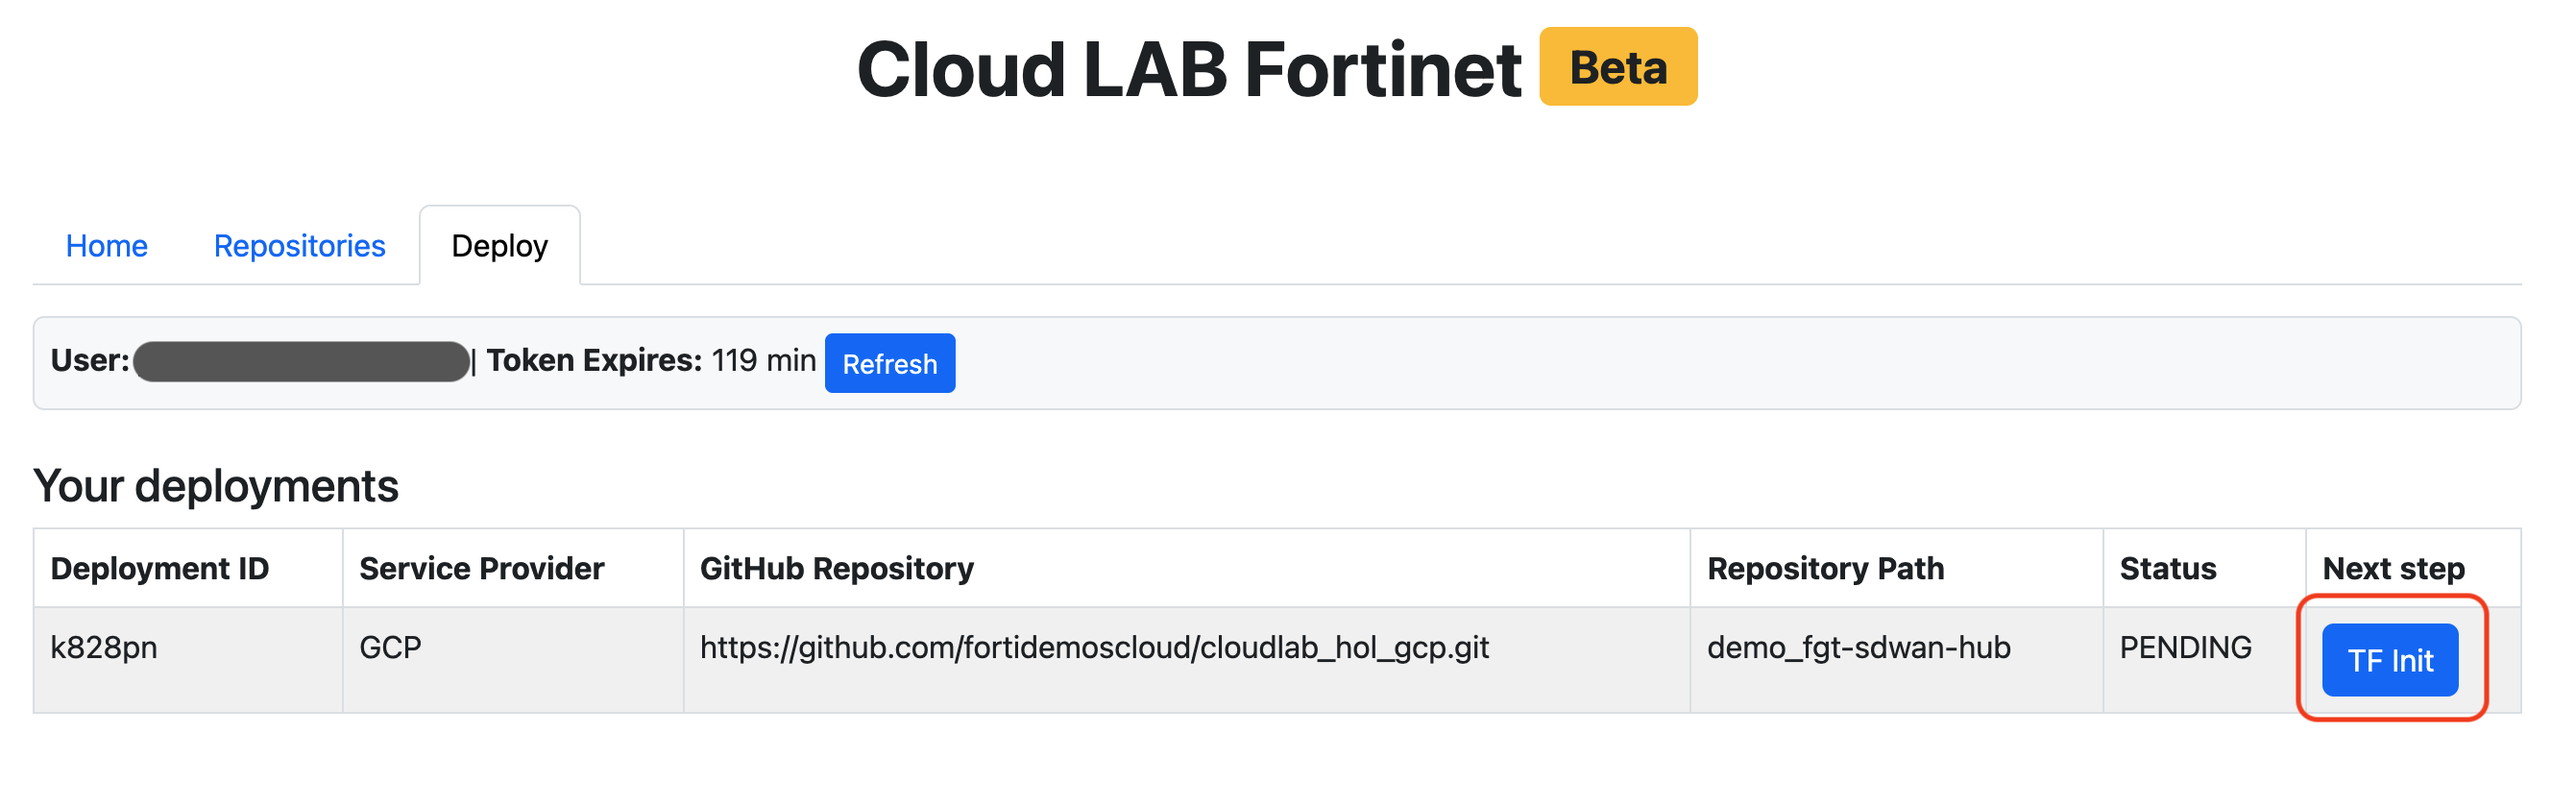 Cloud LAB Fortinet Beta
Home Repositories Deploy
User: | Token Expires: 119 min Refresh
Your deployments
Deployment ID Service Provider GitHub Repository Repository Path Status Next step
k828pn GCP https://github.com/fortidemoscloud/cloudlab_hol_gcp.git demo_fgt-sdwan-hub PENDING TF Init